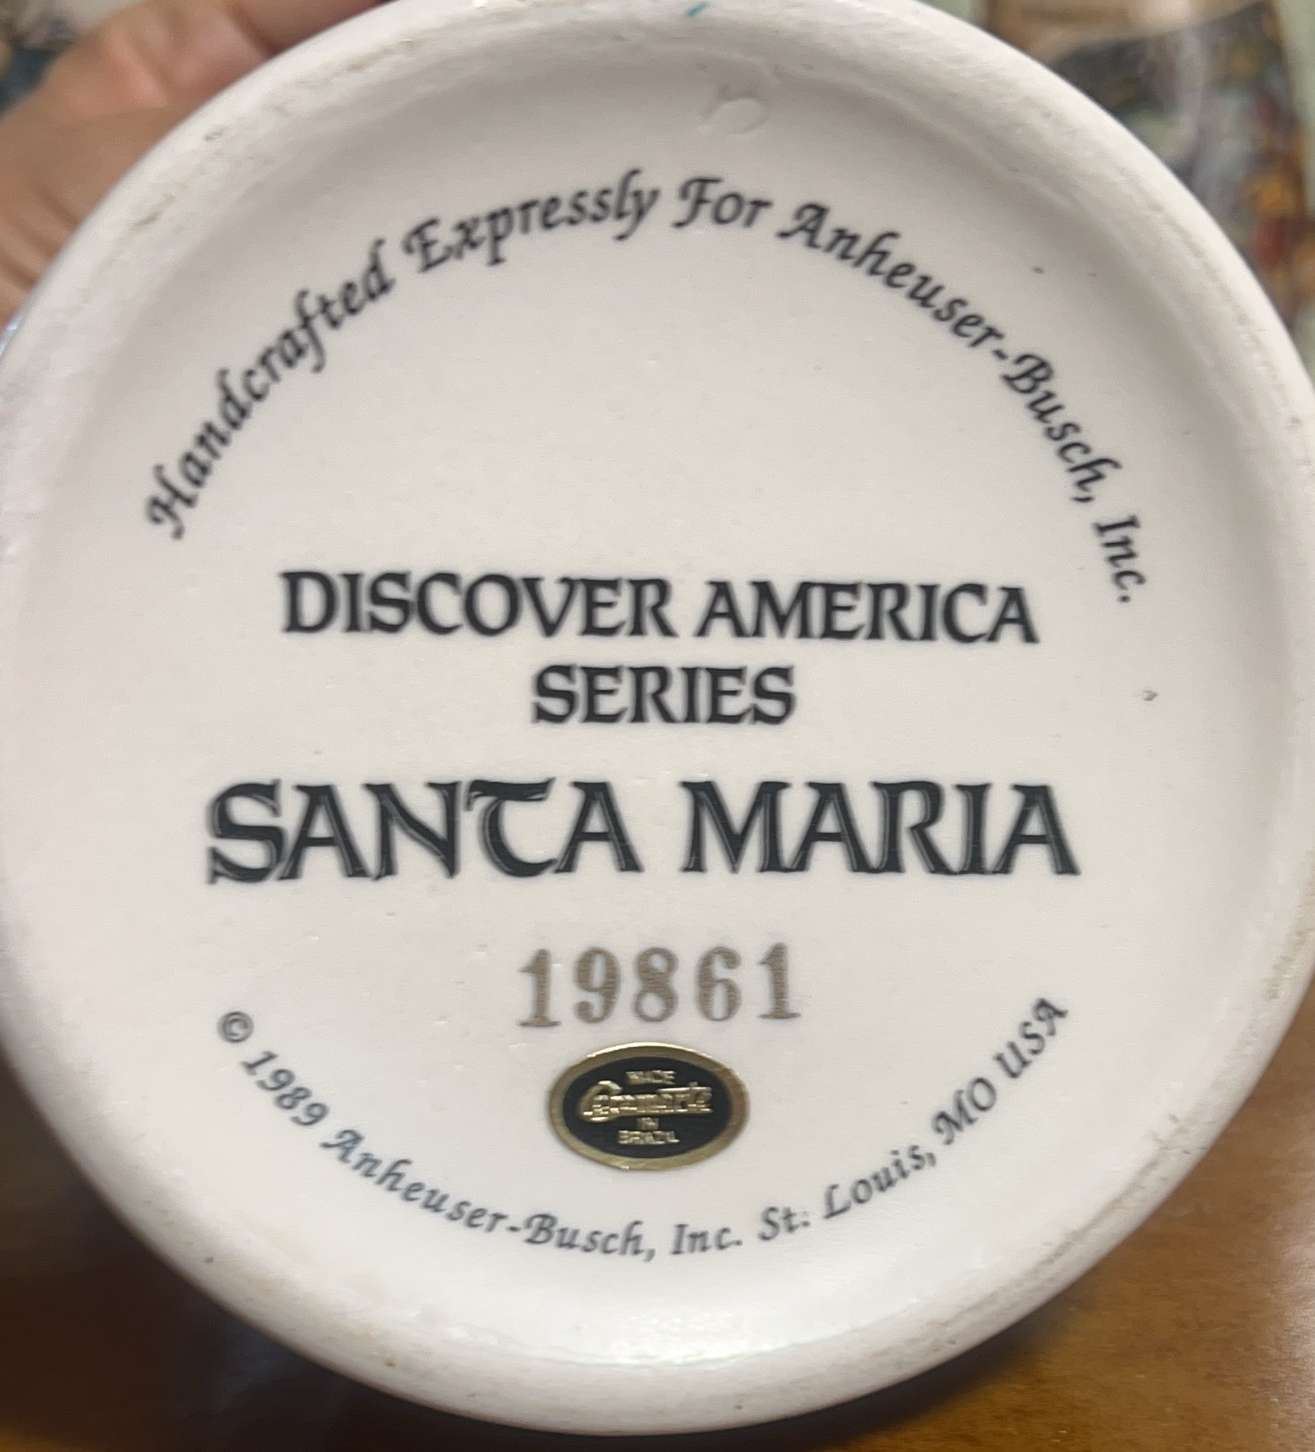 Handcrafted Expressly For Anheuser-Busch, Inc.
DISCOVER AMERICA
SERIES
SANTA MARIA
19861
MADE
Ceramarte
IN
BRAZIL
© 1989 Anheuser-Busch, Inc. St. Louis, MO USA